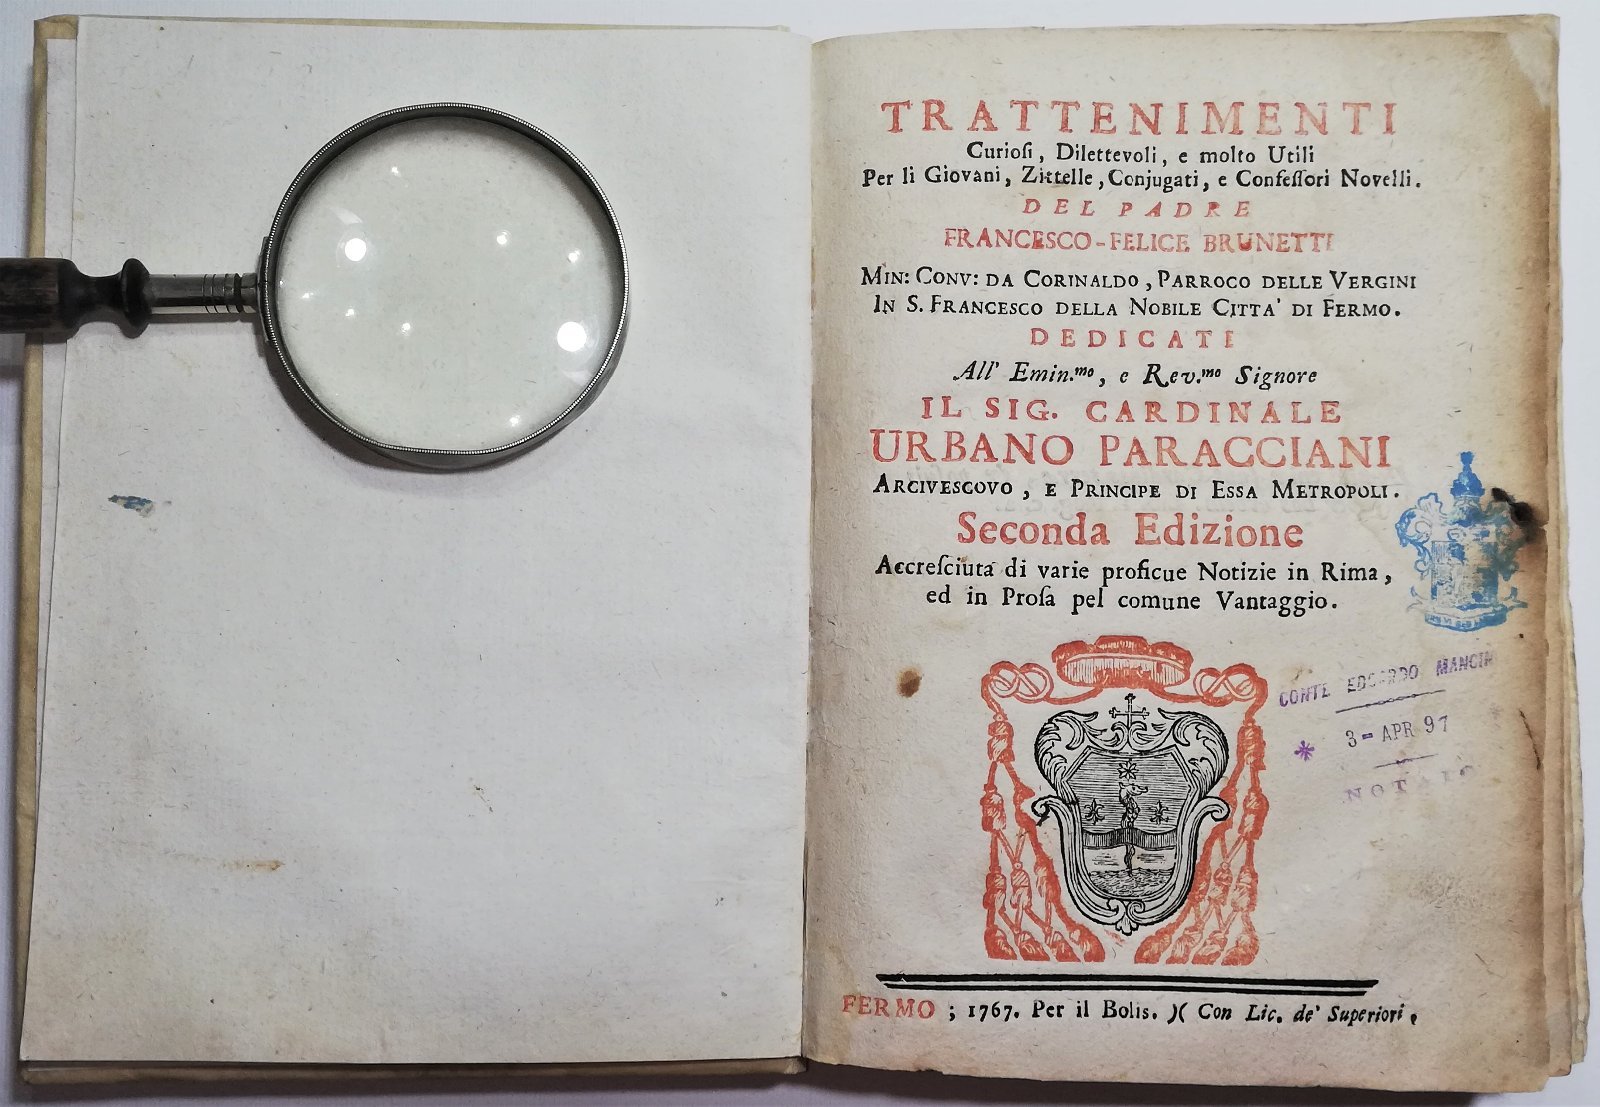 TRATTENIMENTI
Curioſi, Dilettevoli, e molto Utili
Per li Giovani, Zittelle, Conjugati, e Confeſſori Novelli.
DEL PADRE
FRANCESCO-FELICE BRUNETTI
MIN: CONV: DA CORINALDO, PARROCO DELLE VERGINI
IN S. FRANCESCO DELLA NOBILE CITTA' DI FERMO.
DEDICATI
All' Emin.mo, e Rev.mo Signore
IL SIG. CARDINALE
URBANO PARACCIANI
ARCIVESCOVO, E PRINCIPE DI ESSA METROPOLI.
Seconda Edizione
Accreſciuta di varie proficue Notizie in Rima,
ed in Proſa pel comune Vantaggio.
CONTE EDOARDO MANCINI
* 3 - APR 97
NOTAIO
FERMO; 1767. Per il Bolis. )( Con Lic. de' Superiori.